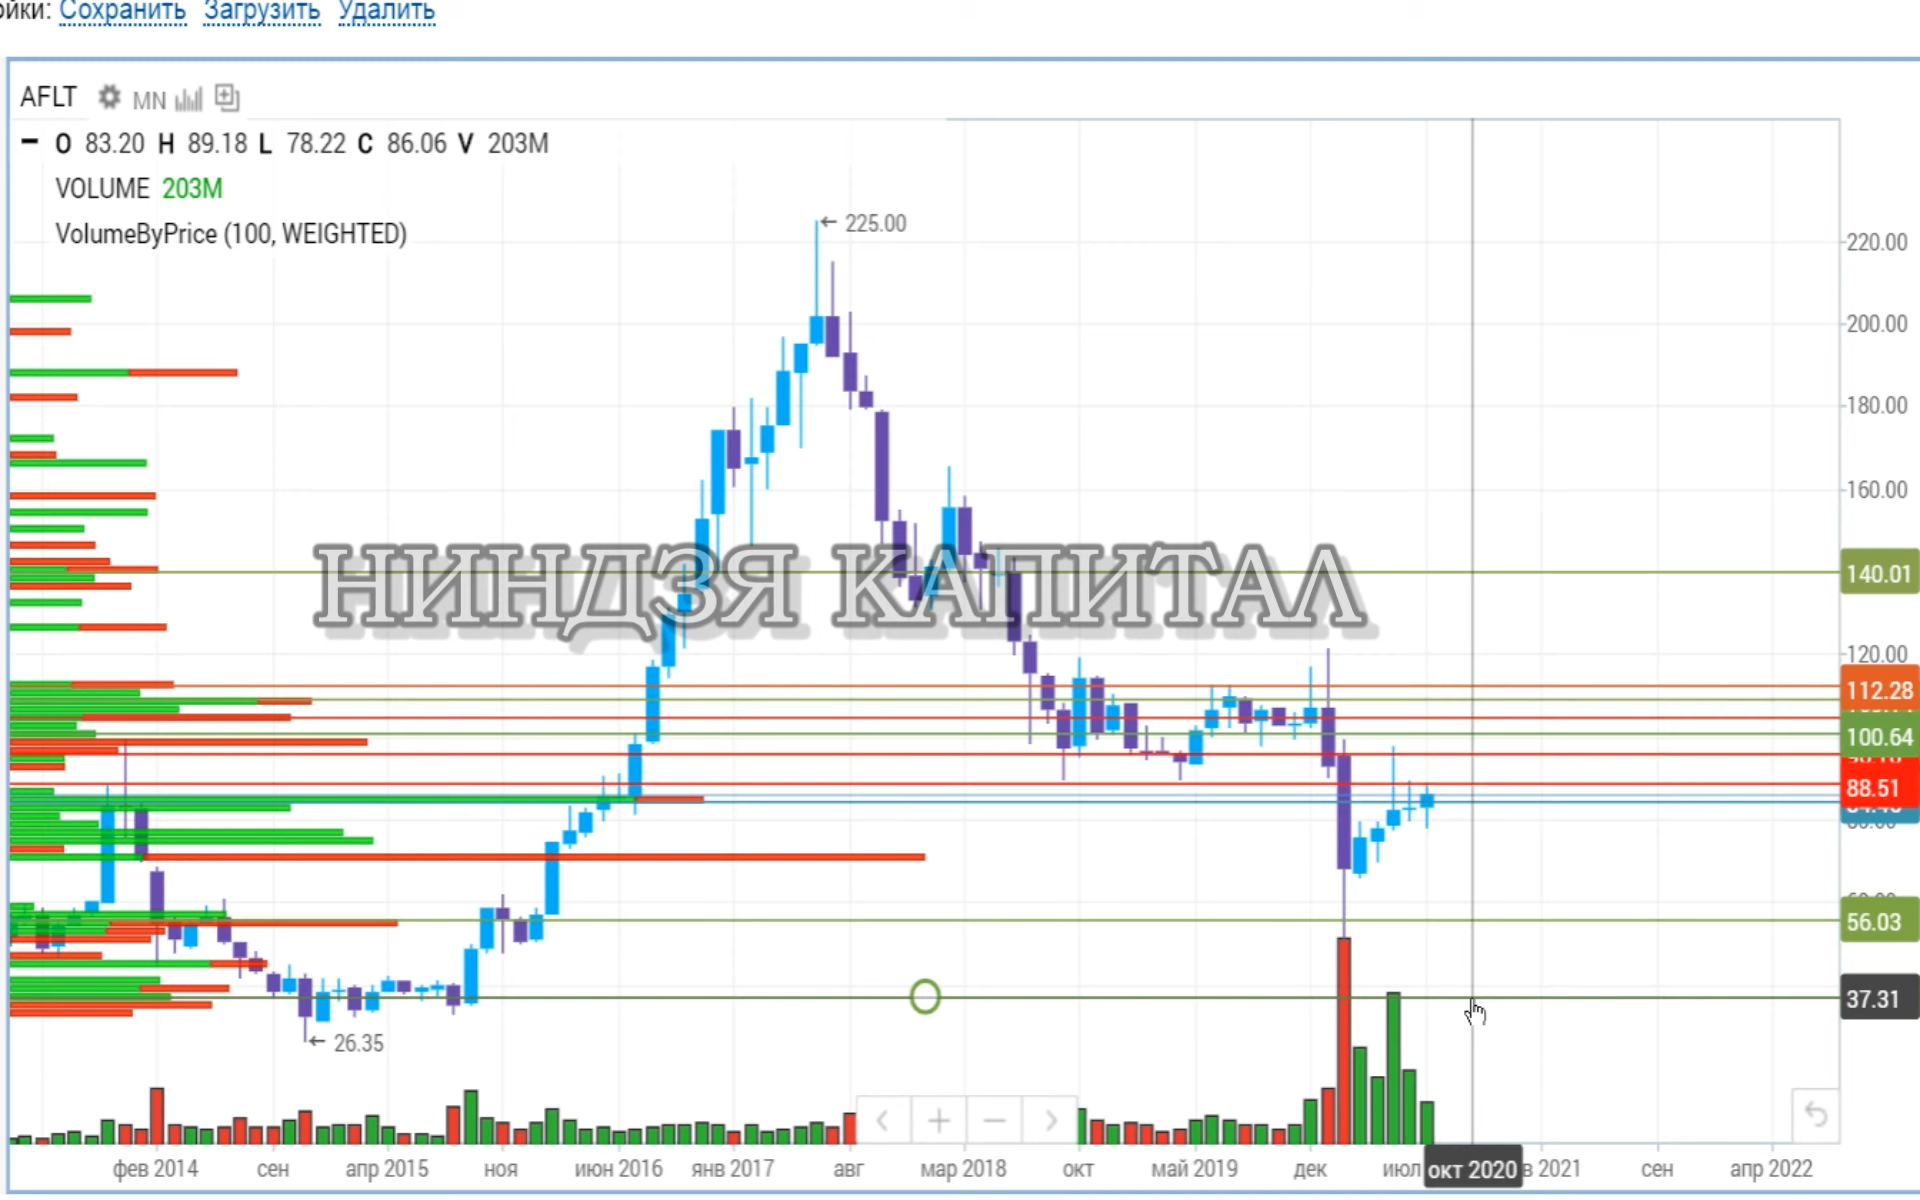 ойки: Сохранить Загрузить Удалить
AFLT MN
O 83.20 H 89.18 L 78.22 C 86.06 V 203M
VOLUME 203M
VolumeByPrice (100, WEIGHTED)
← 225.00
220.00
200.00
180.00
160.00
НИНДЗЯ КАПИТАЛ
140.01
120.00
112.28
100.64
88.51
56.03
37.31
← 26.35
фев 2014 сен апр 2015 ноя июн 2016 янв 2017 авг мар 2018 окт май 2019 дек июл окт 2020 в 2021 сен апр 2022